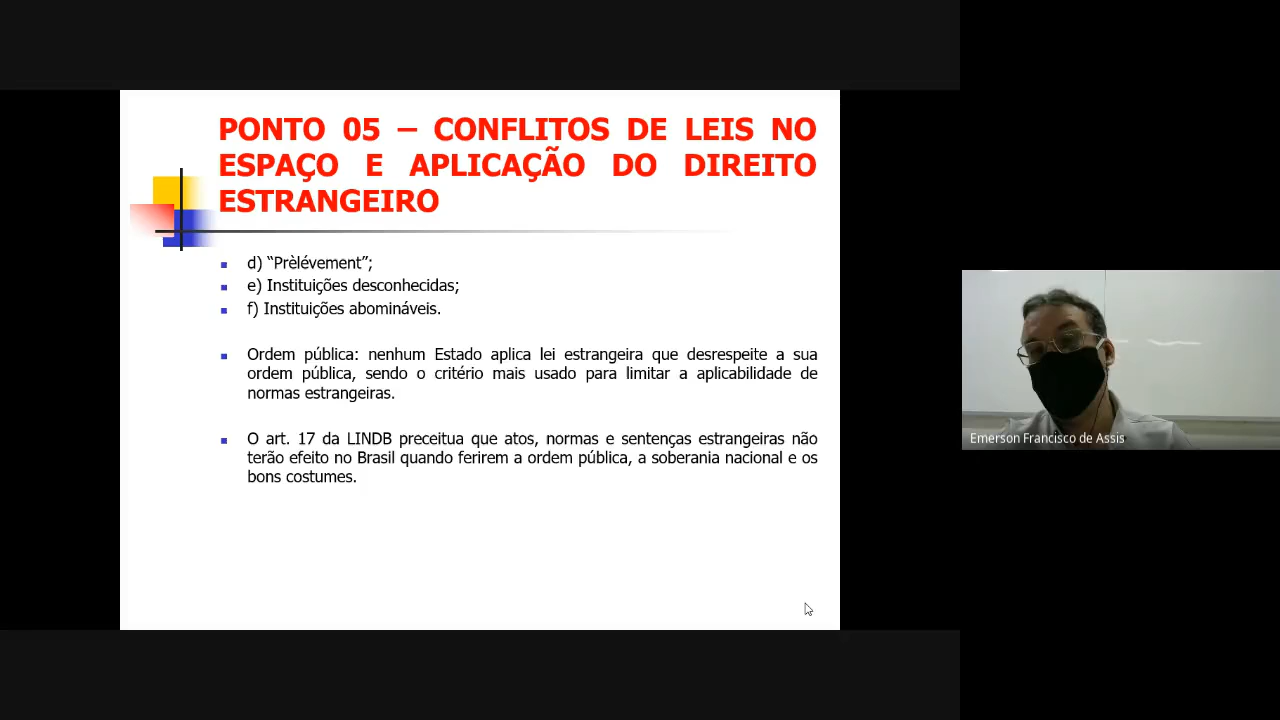 PONTO 05 – CONFLITOS DE LEIS NO
ESPAÇO E APLICAÇÃO DO DIREITO
ESTRANGEIRO
d) “Prèlévement”;
e) Instituições desconhecidas;
f) Instituições abomináveis.
Ordem pública: nenhum Estado aplica lei estrangeira que desrespeite a sua
ordem pública, sendo o critério mais usado para limitar a aplicabilidade de
normas estrangeiras.
O art. 17 da LINDB preceitua que atos, normas e sentenças estrangeiras não
terão efeito no Brasil quando ferirem a ordem pública, a soberania nacional e os
bons costumes.
Emerson Francisco de Assis